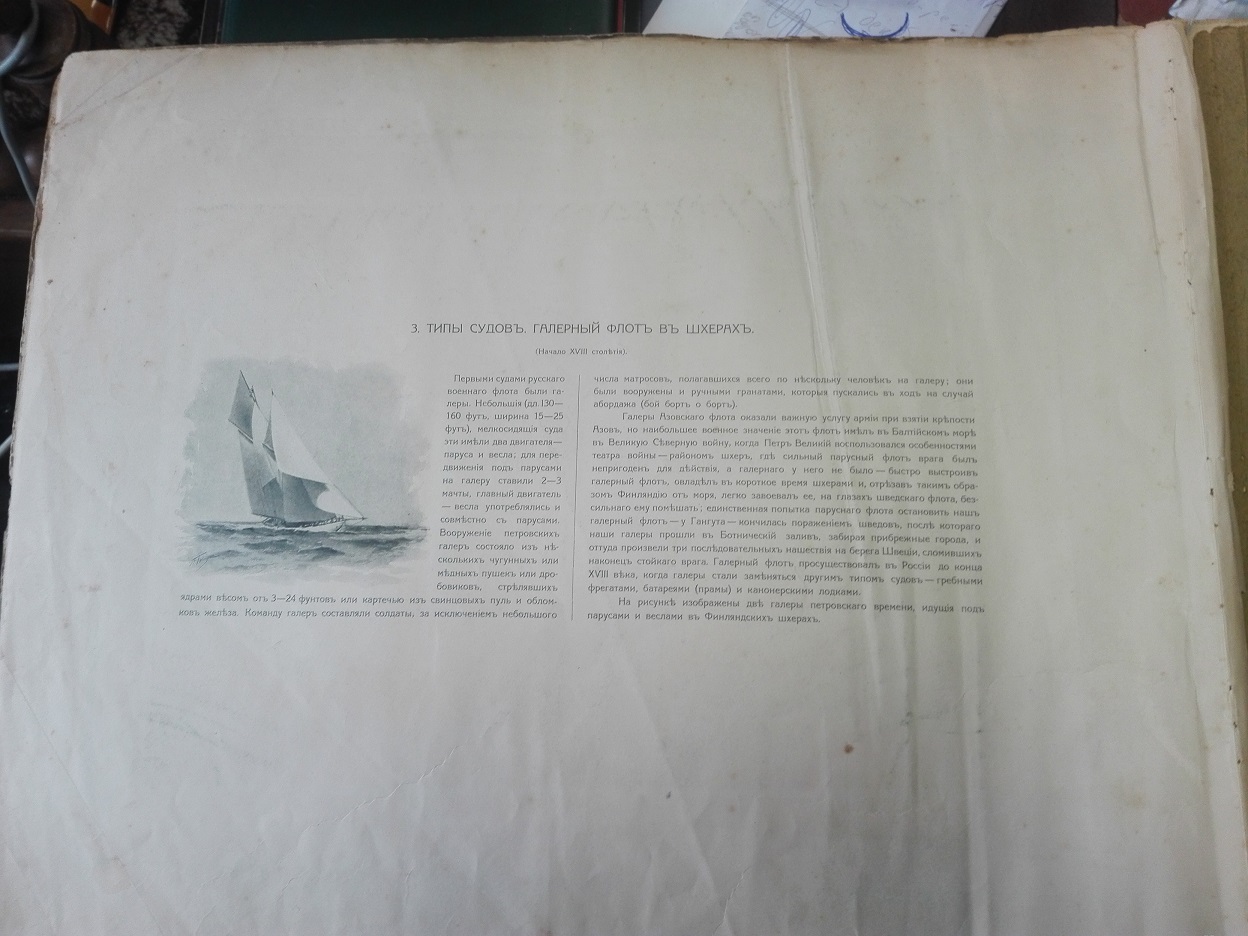 3. ТИПЫ СУДОВЪ. ГАЛЕРНЫЙ ФЛОТЪ ВЪ ШХЕРАХЪ.
(Начало XVIII столѣтія).
Первыми судами русскаго
военнаго флота были га-
леры. Небольшія (дл. 130—
160 футъ, ширина 15—25
футъ), мелкосидящія суда
эти имѣли два двигателя—
паруса и весла; для пере-
движенія подъ парусами
на галеру ставили 2—3
мачты, главный двигатель
— весла употреблялись и
совмѣстно съ парусами.
Вооруженіе петровскихъ
галеръ состояло изъ нѣ-
сколькихъ чугунныхъ или
мѣдныхъ пушекъ или дро-
бовиковъ, стрѣлявшихъ
ядрами вѣсомъ отъ 3—24 фунтовъ или картечью изъ свинцовыхъ пуль и облом-
ковъ желѣза. Команду галеръ составляли солдаты, за исключеніемъ небольшого
числа матросовъ, полагавшихся всего по нѣскольку человѣкъ на галеру; они
были вооружены и ручными гранатами, которыя пускались въ ходъ на случай
абордажа (бой бортъ о бортъ).
Галеры Азовскаго флота оказали важную услугу арміи при взятіи крѣпости
Азовъ, но наибольшее военное значеніе этотъ флотъ имѣлъ въ Балтійскомъ морѣ
въ Великую Сѣверную войну, когда Петръ Великій воспользовался особенностями
театра войны — райономъ шхеръ, гдѣ сильный парусный флотъ врага былъ
непригоденъ для дѣйствія, а галернаго у него не было — быстро выстроивъ
галерный флотъ, овладѣлъ въ короткое время шхерами и, отрѣзавъ такимъ обра-
зомъ Финляндію отъ моря, легко завоевалъ ее, на глазахъ шведскаго флота, без-
сильнаго ему помѣшать; единственная попытка паруснаго флота остановить нашъ
галерный флотъ — у Гангута — кончилась пораженіемъ шведовъ, послѣ котораго
наши галеры прошли въ Ботническій заливъ, забирая прибрежные города, и
оттуда произвели три послѣдовательныхъ нашествія на берега Швеціи, сломившихъ
наконецъ стойкаго врага. Галерный флотъ просуществовалъ въ Россіи до конца
XVIII вѣка, когда галеры стали замѣняться другимъ типомъ судовъ — гребными
фрегатами, батареями (прамы) и канонерскими лодками.
На рисункѣ изображены двѣ галеры петровскаго времени, идущія подъ
парусами и веслами въ Финляндскихъ шхерахъ.